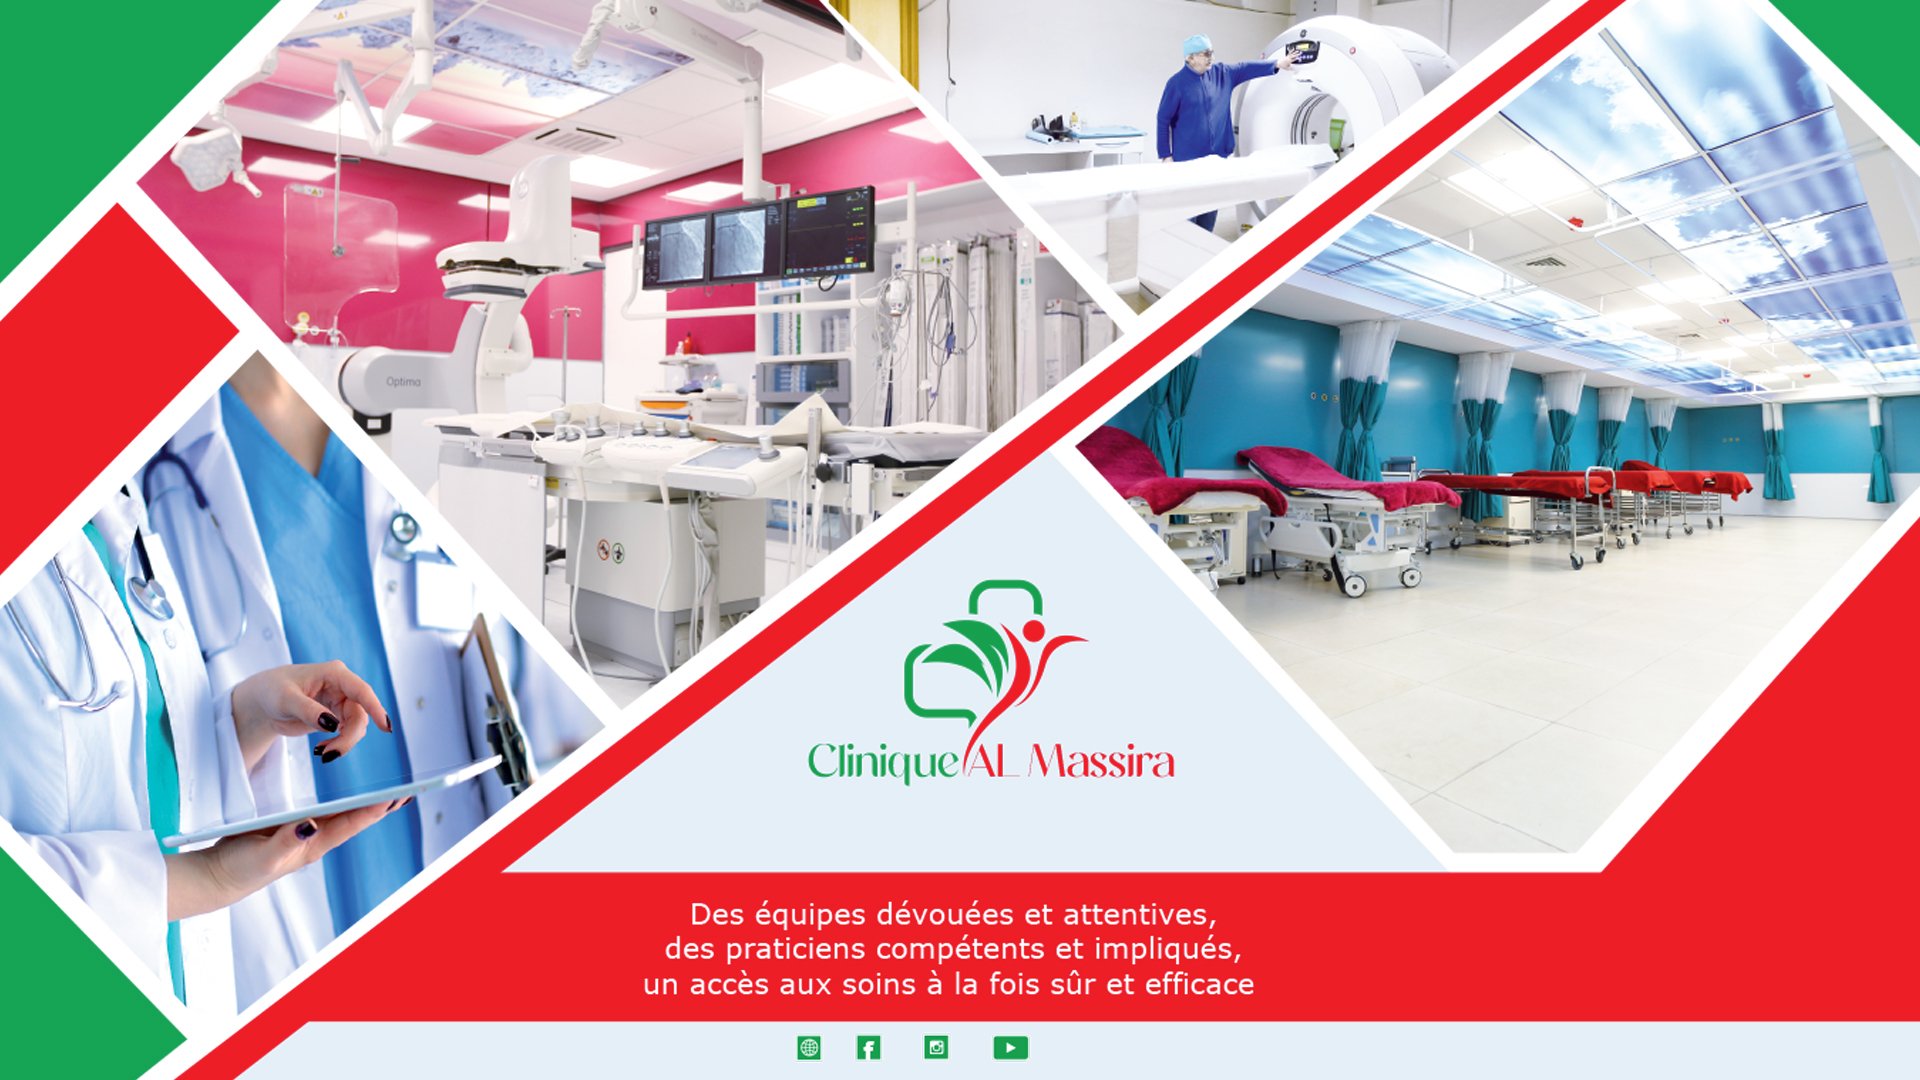 Optima
Clinique AL Massira
Des équipes dévouées et attentives,
des praticiens compétents et impliqués,
un accès aux soins à la fois sûr et efficace